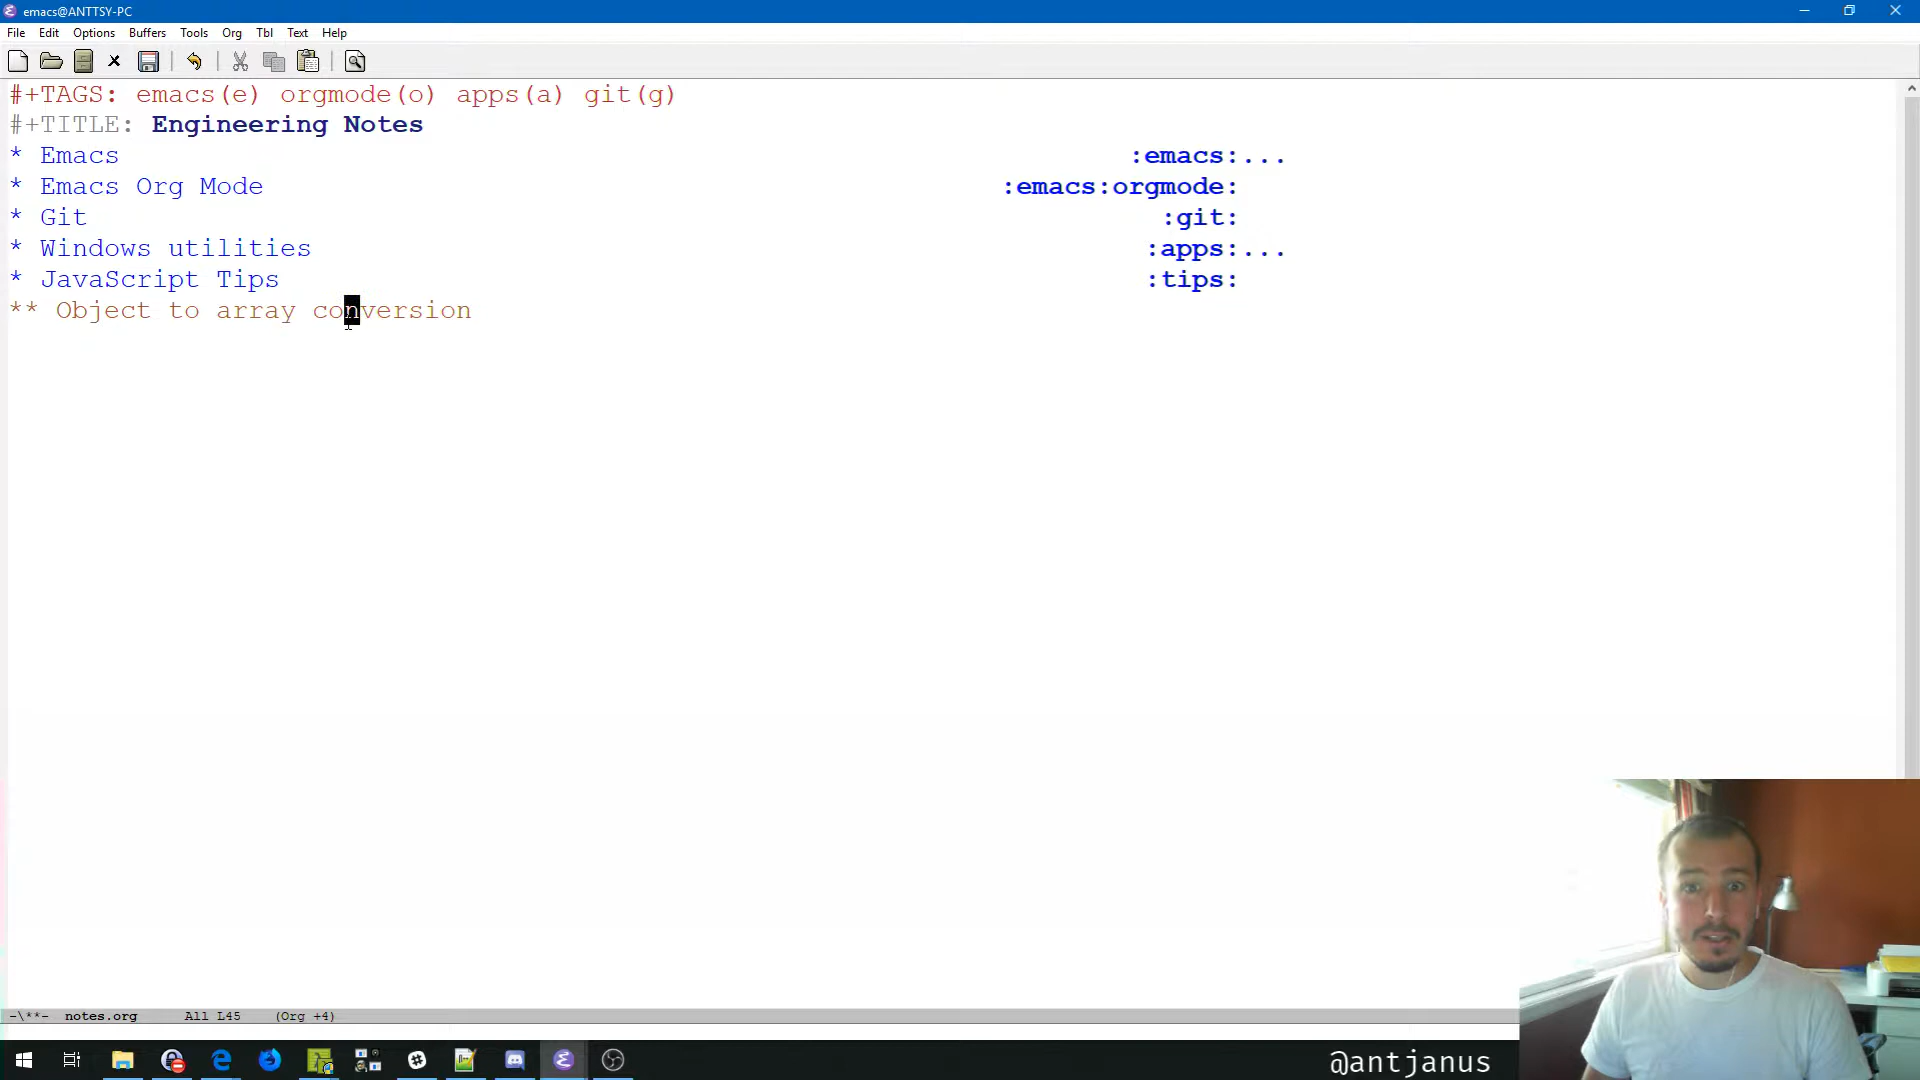 emacs@ANTTSY-PC
File Edit Options Buffers Tools Org Tbl Text Help
#+TAGS: emacs(e) orgmode(o) apps(a) git(g)
#+TITLE: Engineering Notes
* Emacs :emacs:...
* Emacs Org Mode :emacs:orgmode:
* Git :git:
* Windows utilities :apps:...
* JavaScript Tips :tips:
** Object to array conversion
-\**- notes.org All L45 (Org +4)
@antjanus